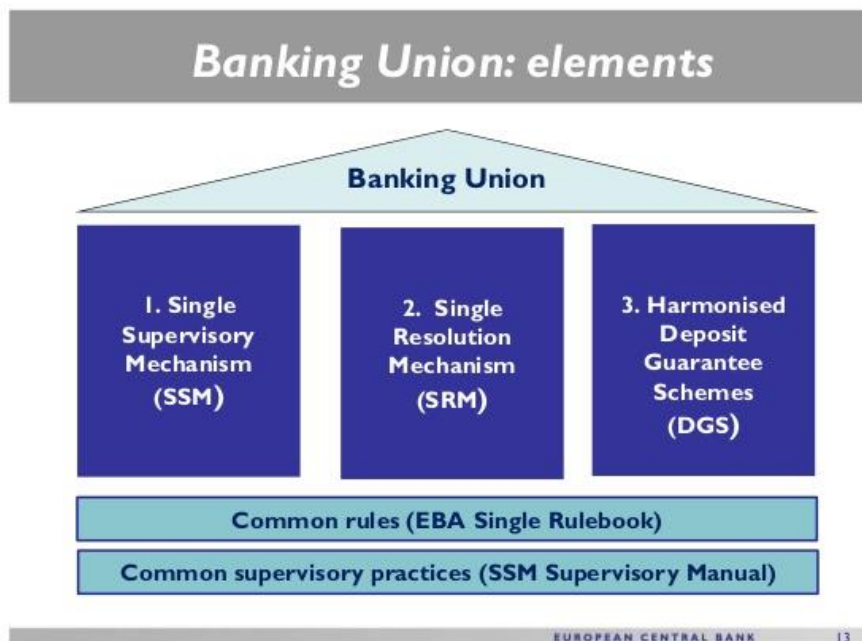 Banking Union: elements
Banking Union
1. Single
Supervisory
Mechanism
(SSM)
2. Single
Resolution
Mechanism
(SRM)
3. Harmonised
Deposit
Guarantee
Schemes
(DGS)
Common rules (EBA Single Rulebook)
Common supervisory practices (SSM Supervisory Manual)
EUROPEAN CENTRAL BANK 13